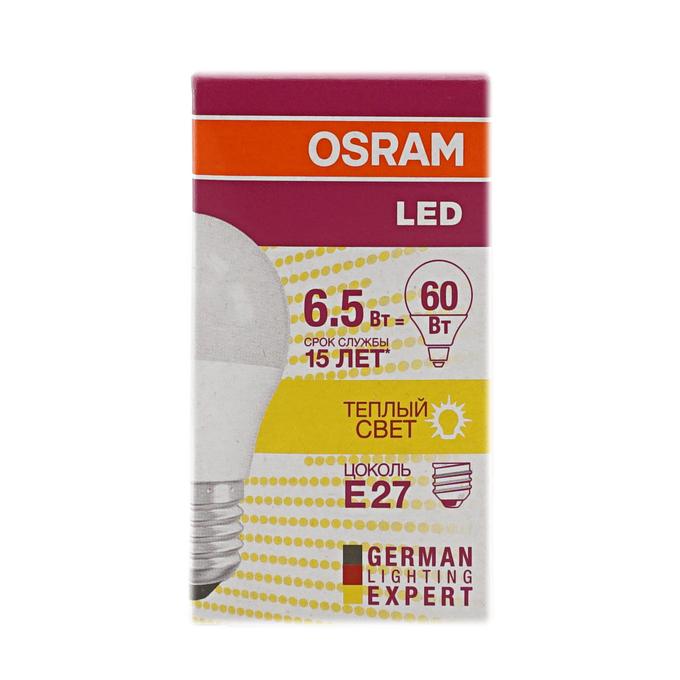 OSRAM
LED
6.5 Вт = 60 Вт
СРОК СЛУЖБЫ
15 ЛЕТ*
ТЕПЛЫЙ
СВЕТ
ЦОКОЛЬ
E27
GERMAN
LIGHTING
EXPERT